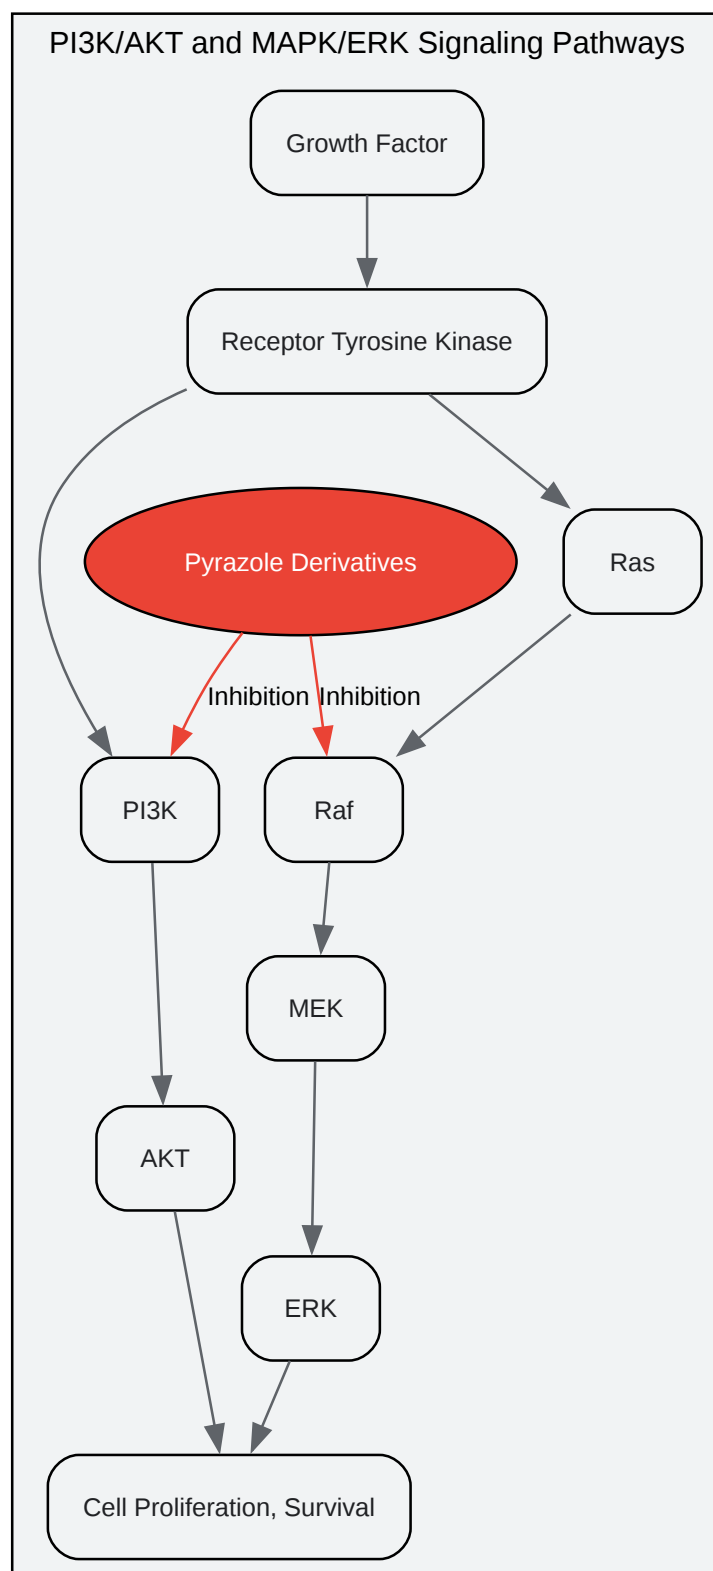 PI3K/AKT and MAPK/ERK Signaling Pathways
Growth Factor
Receptor Tyrosine Kinase
Pyrazole Derivatives
Ras
Inhibition
Inhibition
PI3K
Raf
MEK
AKT
ERK
Cell Proliferation, Survival